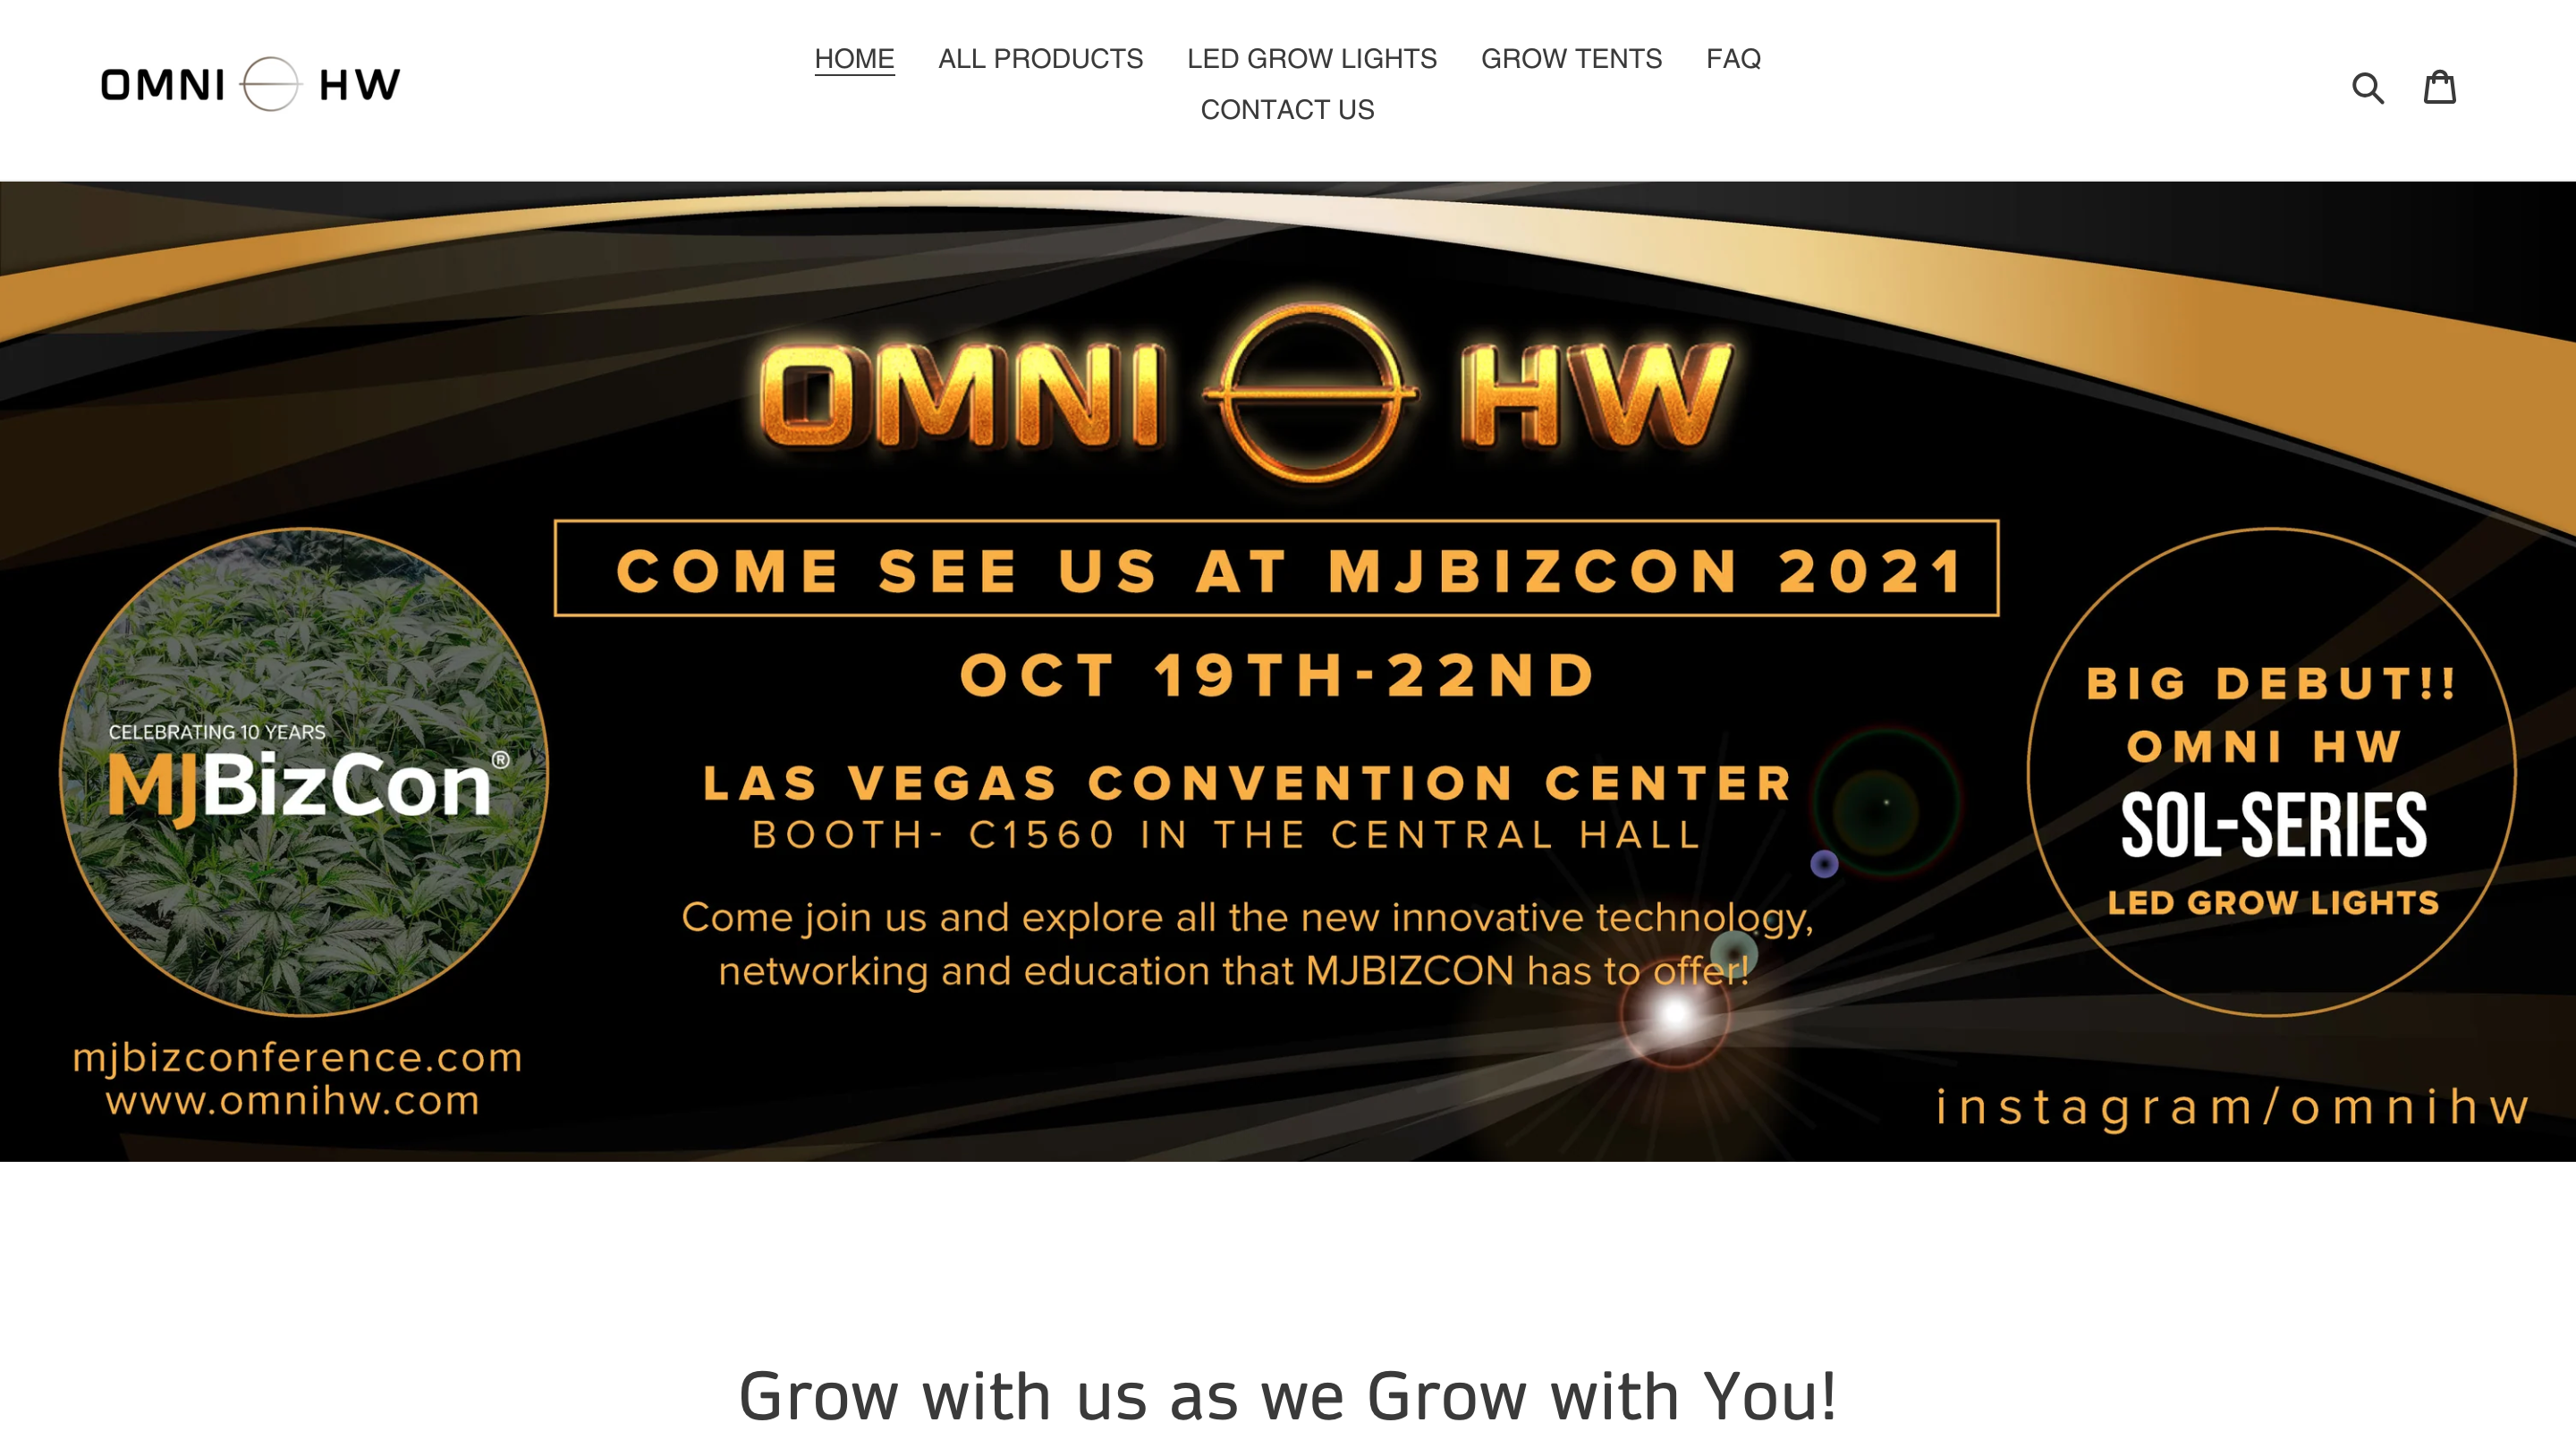 OMNI HW
HOME ALL PRODUCTS LED GROW LIGHTS GROW TENTS FAQ
CONTACT US
OMNI HW
COME SEE US AT MJBIZCON 2021
OCT 19TH-22ND
LAS VEGAS CONVENTION CENTER
BOOTH- C1560 IN THE CENTRAL HALL
Come join us and explore all the new innovative technology,
networking and education that MJBIZCON has to offer!
CELEBRATING 10 YEARS
MJBizCon®
mjbizconference.com
www.omnihw.com
BIG DEBUT!!
OMNI HW
SOL-SERIES
LED GROW LIGHTS
instagram/omnihw
Grow with us as we Grow with You!